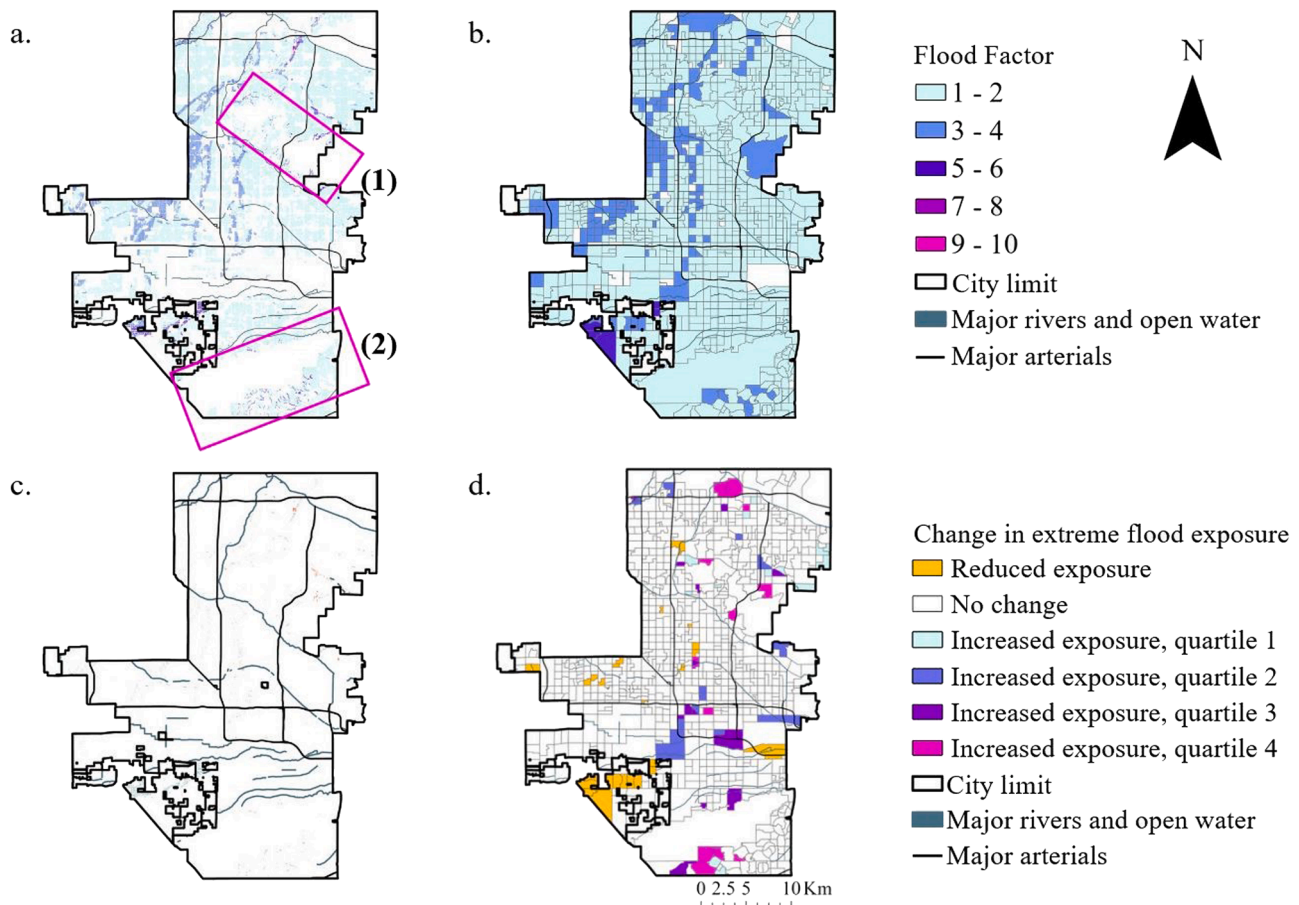 a.
b.
Flood Factor
1 - 2
3 - 4
5 - 6
7 - 8
9 - 10
City limit
Major rivers and open water
Major arterials
N
(1)
(2)
c.
d.
Change in extreme flood exposure
Reduced exposure
No change
Increased exposure, quartile 1
Increased exposure, quartile 2
Increased exposure, quartile 3
Increased exposure, quartile 4
City limit
Major rivers and open water
Major arterials
0 2.5 5 10 Km